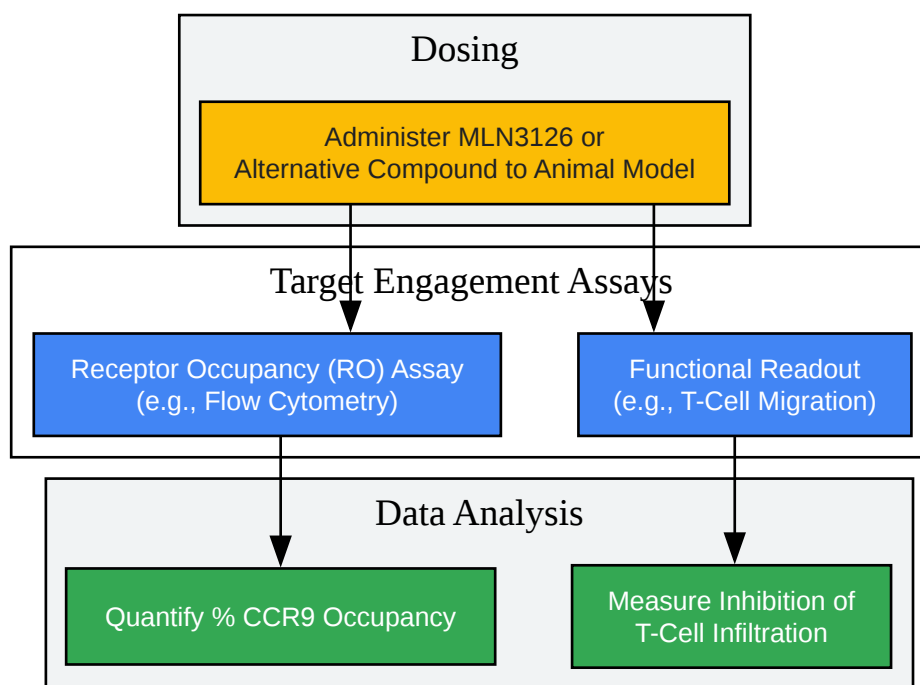 Dosing
Administer MLN3126 or
Alternative Compound to Animal Model
Target Engagement Assays
Receptor Occupancy (RO) Assay
(e.g., Flow Cytometry)
Functional Readout
(e.g., T-Cell Migration)
Data Analysis
Quantify % CCR9 Occupancy
Measure Inhibition of
T-Cell Infiltration